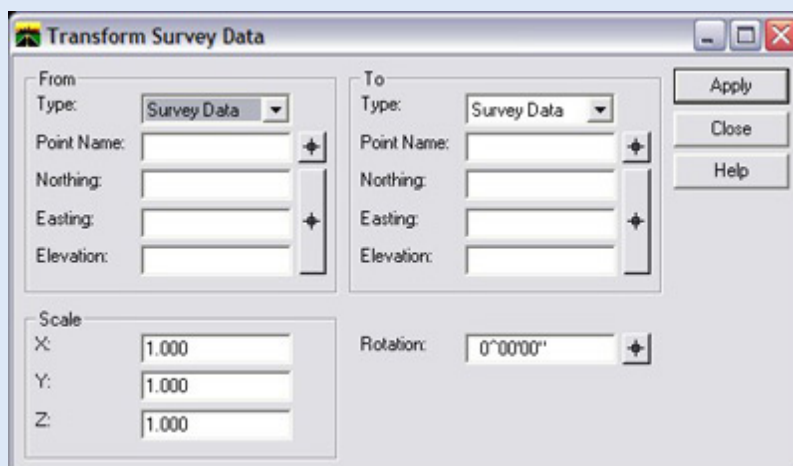 Transform Survey Data
From
Type: Survey Data
Point Name:
Northing:
Easting:
Elevation:
To
Type: Survey Data
Point Name:
Northing:
Easting:
Elevation:
Apply
Close
Help
Scale
X: 1.000
Y: 1.000
Z: 1.000
Rotation: 0^00'00"